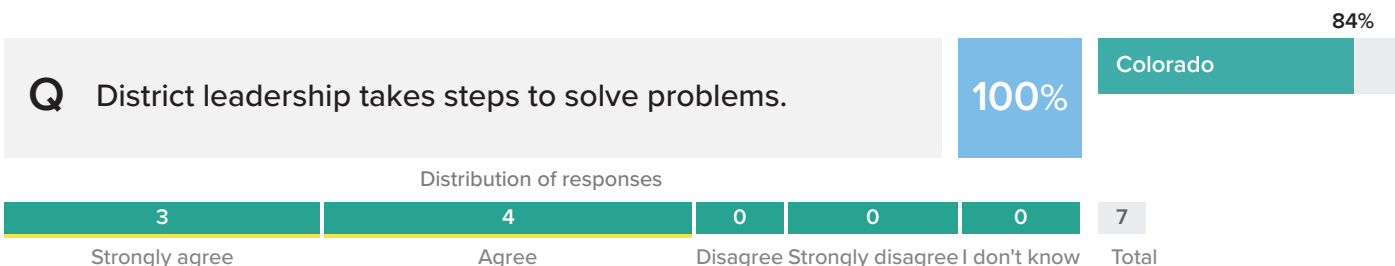 84%
Q District leadership takes steps to solve problems.
100%
Colorado
Distribution of responses
3 4 0 0 0 7
Strongly agree Agree Disagree Strongly disagree I don't know Total